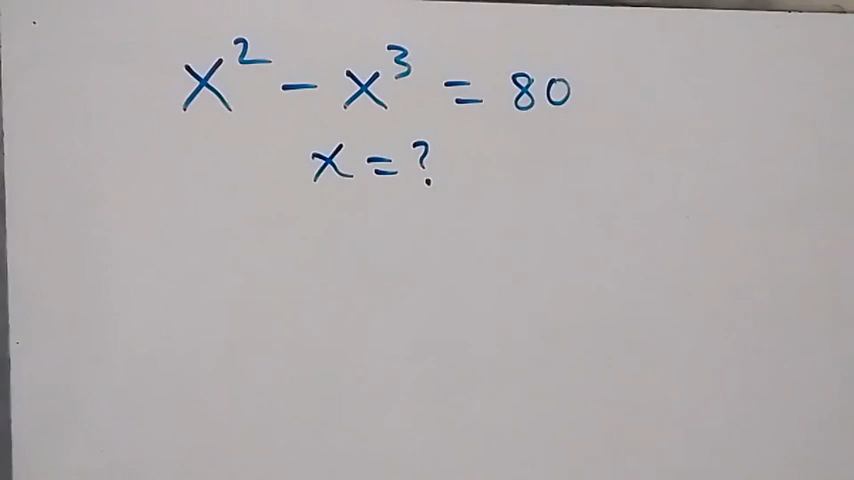 x² - x³ = 80
x = ?